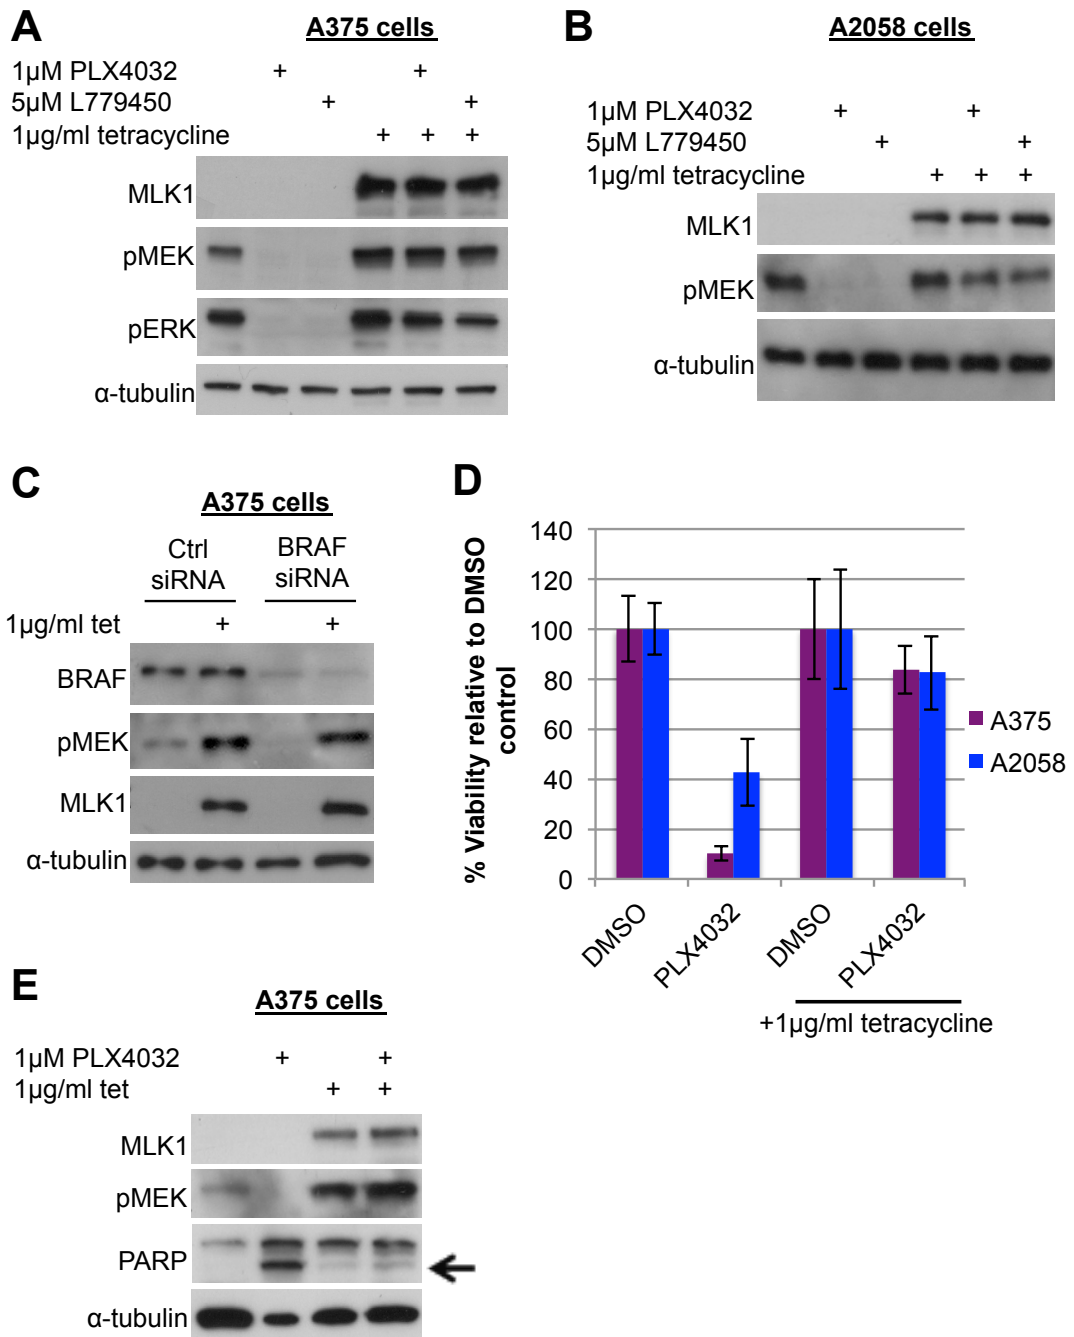 A
A375 cells
1µM PLX4032 + +
5µM L779450 + +
1µg/ml tetracycline + + +
MLK1
pMEK
pERK
α-tubulin
B
A2058 cells
1µM PLX4032 + +
5µM L779450 + +
1µg/ml tetracycline + + +
MLK1
pMEK
α-tubulin
C
A375 cells
Ctrl siRNA
BRAF siRNA
1µg/ml tet + +
BRAF
pMEK
MLK1
α-tubulin
D
% Viability relative to DMSO
control
140
120
100
80
60
40
20
0
DMSO
PLX4032
DMSO
PLX4032
+1µg/ml tetracycline
A375
A2058
E
A375 cells
1µM PLX4032 + +
1µg/ml tet + +
MLK1
pMEK
PARP
α-tubulin